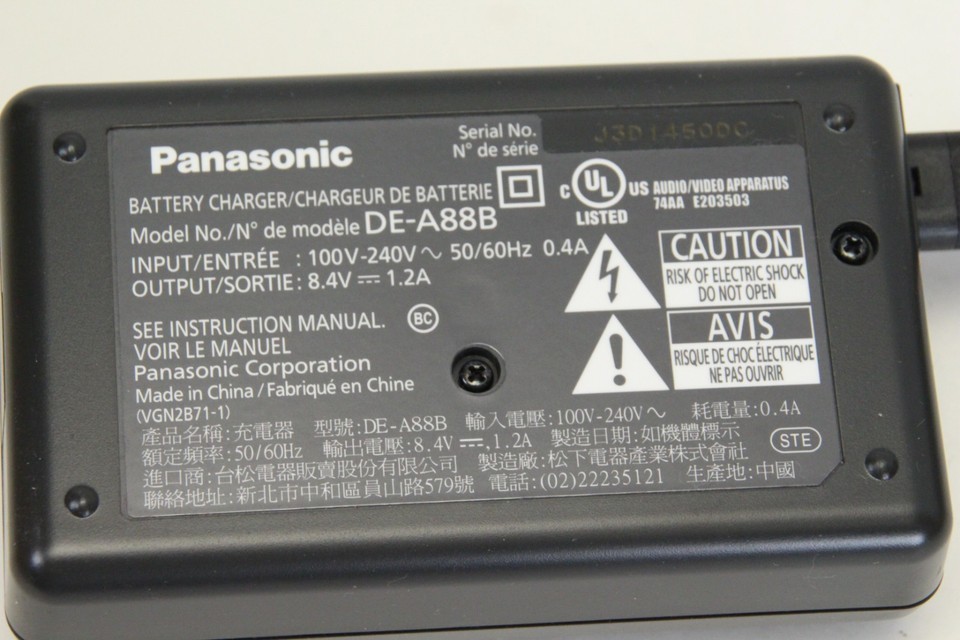 Panasonic
Serial No. J3D1450DC
N° de série
BATTERY CHARGER/CHARGEUR DE BATTERIE
Model No./N° de modèle DE-A88B
INPUT/ENTRÉE : 100V-240V～ 50/60Hz 0.4A
OUTPUT/SORTIE : 8.4V⎓ 1.2A
C UL US AUDIO/VIDEO APPARATUS
LISTED 74AA E203503
CAUTION
RISK OF ELECTRIC SHOCK
DO NOT OPEN
AVIS
RISQUE DE CHOC ÉLECTRIQUE
NE PAS OUVRIR
SEE INSTRUCTION MANUAL. BC
VOIR LE MANUEL
Panasonic Corporation
Made in China / Fabriqué en Chine
(VGN2B71-1)
產品名稱:充電器 型號:DE-A88B 輸入電壓:100V-240V～ 耗電量:0.4A
額定頻率:50/60Hz 輸出電壓:8.4V⎓1.2A 製造日期:如機體標示
進口商:台松電器販賣股份有限公司 製造廠:松下電器產業株式會社 STE
聯絡地址:新北市中和區員山路579號 電話:(02)22235121 生產地:中國